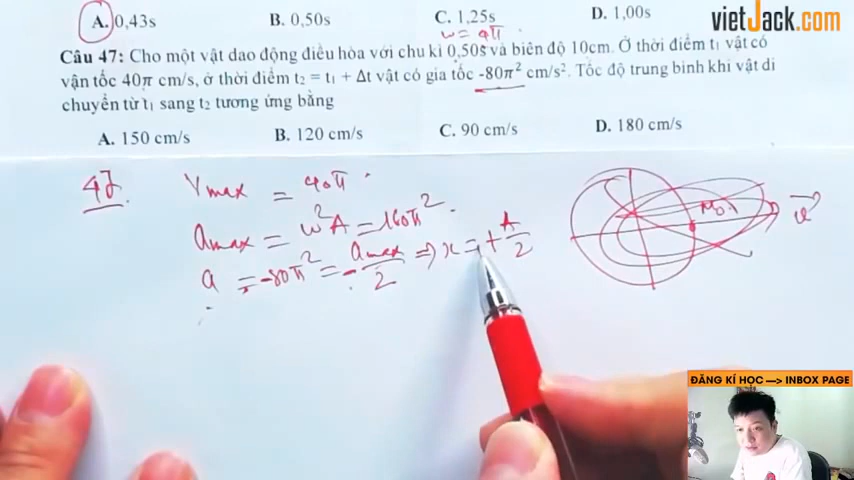 A. 0,43s B. 0,50s C. 1,25s D. 1,00s
vietJack.com
w = 4π
Câu 47: Cho một vật dao động điều hòa với chu kì 0,50s và biên độ 10cm. Ở thời điểm t₁ vật có
vận tốc 40π cm/s, ở thời điểm t₂ = t₁ + Δt vật có gia tốc -80π² cm/s². Tốc độ trung bình khi vật di
chuyển từ t₁ sang t₂ tương ứng bằng
A. 150 cm/s B. 120 cm/s C. 90 cm/s D. 180 cm/s
47. Vmax = 40π
amax = w²A = 160π²
a = -80π² = -amax/2 ⇒ x = +A/2
ĐĂNG KÍ HỌC —> INBOX PAGE